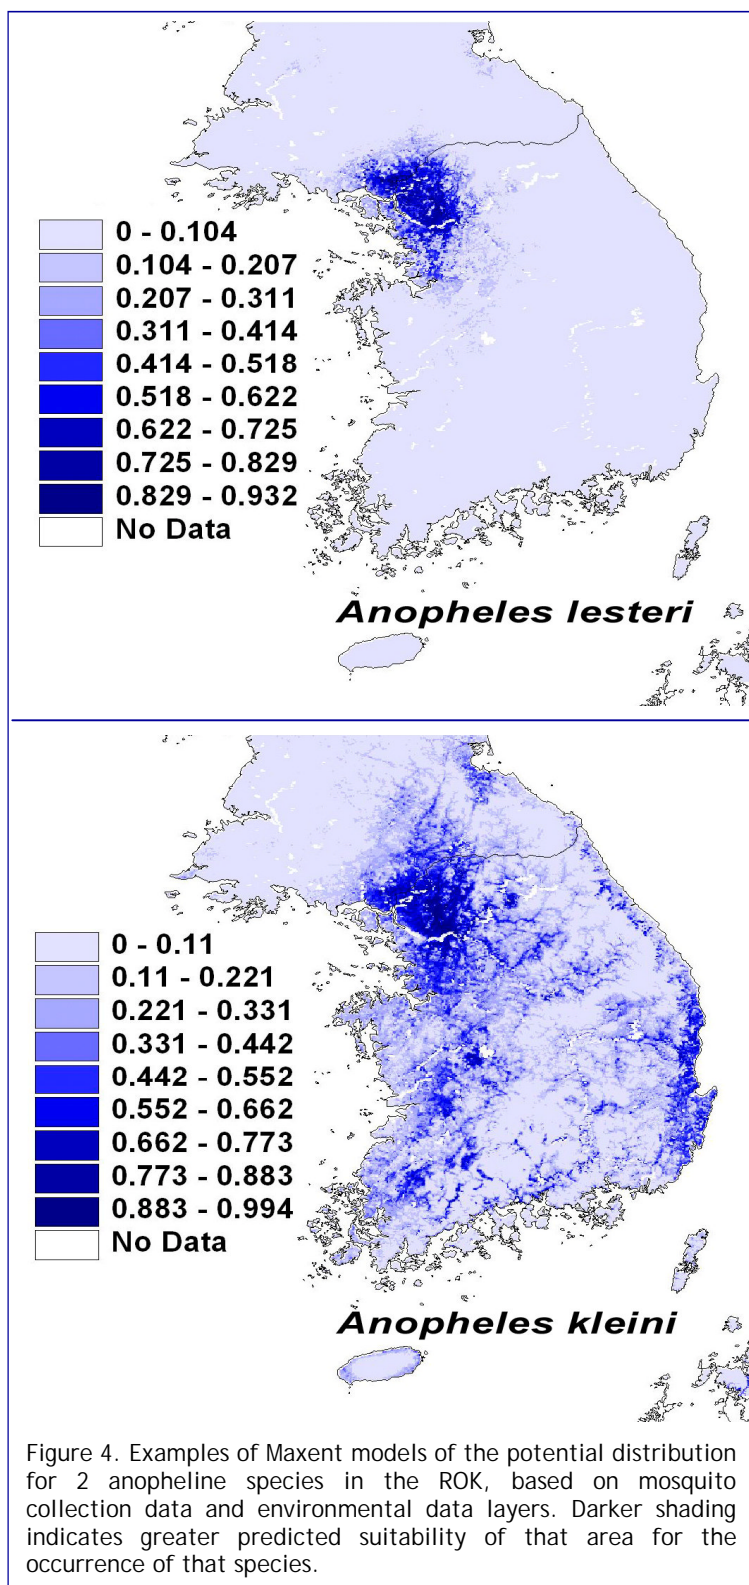 0 - 0.104
0.104 - 0.207
0.207 - 0.311
0.311 - 0.414
0.414 - 0.518
0.518 - 0.622
0.622 - 0.725
0.725 - 0.829
0.829 - 0.932
No Data
Anopheles lesteri
0 - 0.11
0.11 - 0.221
0.221 - 0.331
0.331 - 0.442
0.442 - 0.552
0.552 - 0.662
0.662 - 0.773
0.773 - 0.883
0.883 - 0.994
No Data
Anopheles kleini
Figure 4. Examples of Maxent models of the potential distribution
for 2 anopheline species in the ROK, based on mosquito
collection data and environmental data layers. Darker shading
indicates greater predicted suitability of that area for the
occurrence of that species.